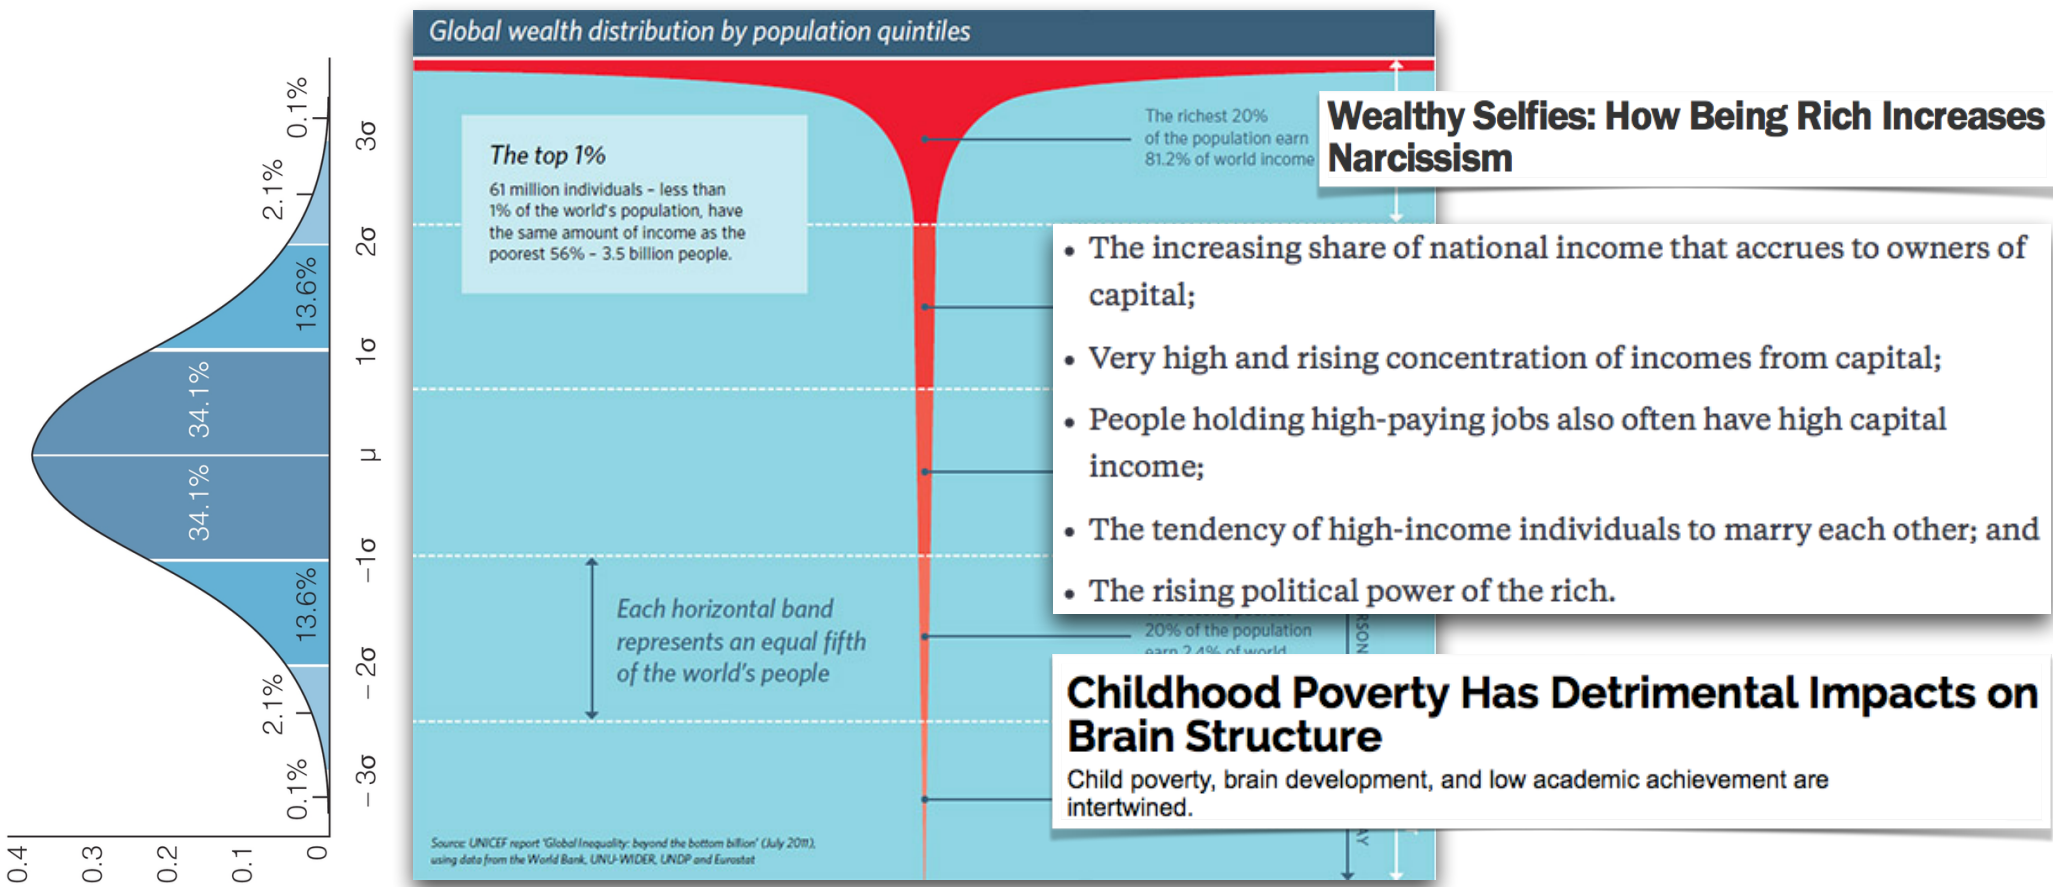 0.1%
3σ
2.1%
2σ
13.6%
1σ
34.1%
μ
34.1%
−1σ
13.6%
−2σ
2.1%
−3σ
0.1%
0.4 0.3 0.2 0.1 0
Global wealth distribution by population quintiles
The top 1%
61 million individuals – less than
1% of the world's population, have
the same amount of income as the
poorest 56% – 3.5 billion people.
The richest 20%
of the population earn
81.2% of world income
Each horizontal band
represents an equal fifth
of the world's people
20% of the population
earn 2.4% of world
Source: UNICEF report 'Global Inequality: beyond the bottom billion' (July 2011),
using data from the World Bank, UNU-WIDER, UNDP and Eurostat
Wealthy Selfies: How Being Rich Increases
Narcissism
• The increasing share of national income that accrues to owners of
capital;
• Very high and rising concentration of incomes from capital;
• People holding high-paying jobs also often have high capital
income;
• The tendency of high-income individuals to marry each other; and
• The rising political power of the rich.
Childhood Poverty Has Detrimental Impacts on
Brain Structure
Child poverty, brain development, and low academic achievement are
intertwined.